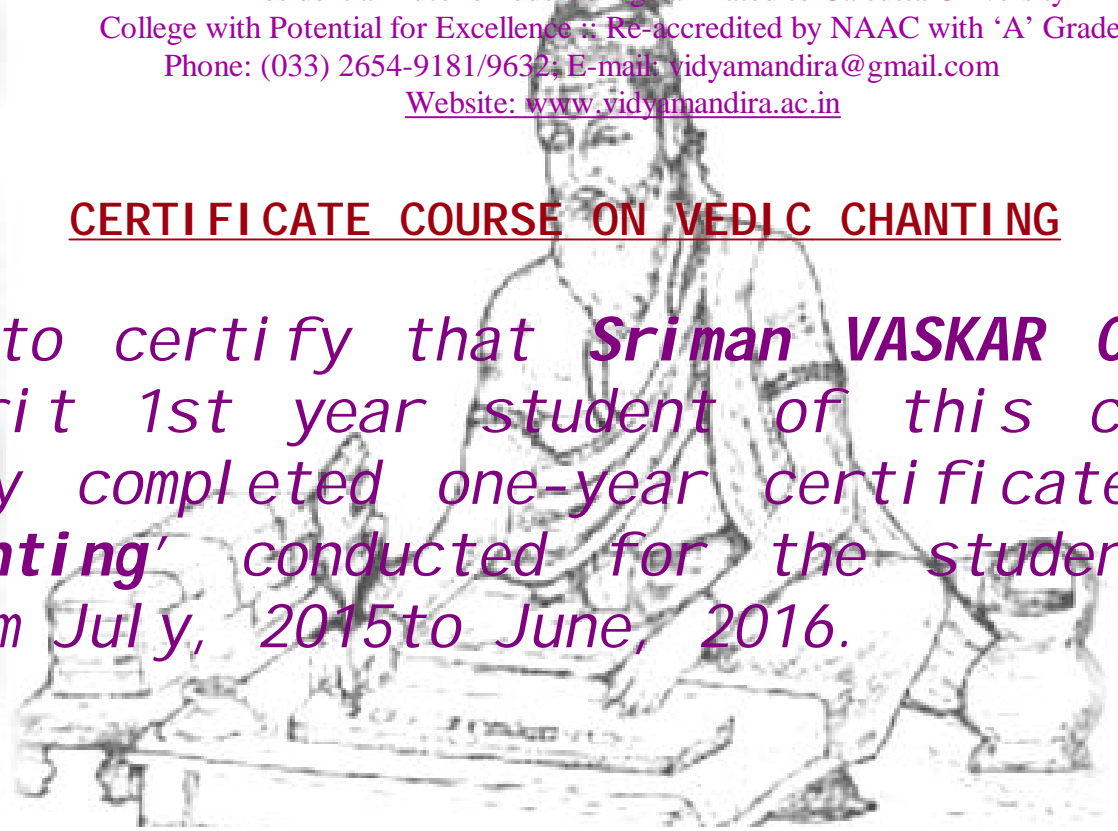 College with Potential for Excellence :: Re-accredited by NAAC with ‘A’ Grade
Phone: (033) 2654-9181/9632; E-mail: vidyamandira@gmail.com
Website: www.vidyamandira.ac.in
CERTIFICATE COURSE ON VEDIC CHANTING
to certify that Sriman VASKAR
rit 1st year student of this c
y completed one-year certificate
nting’ conducted for the studen
m July, 2015to June, 2016.